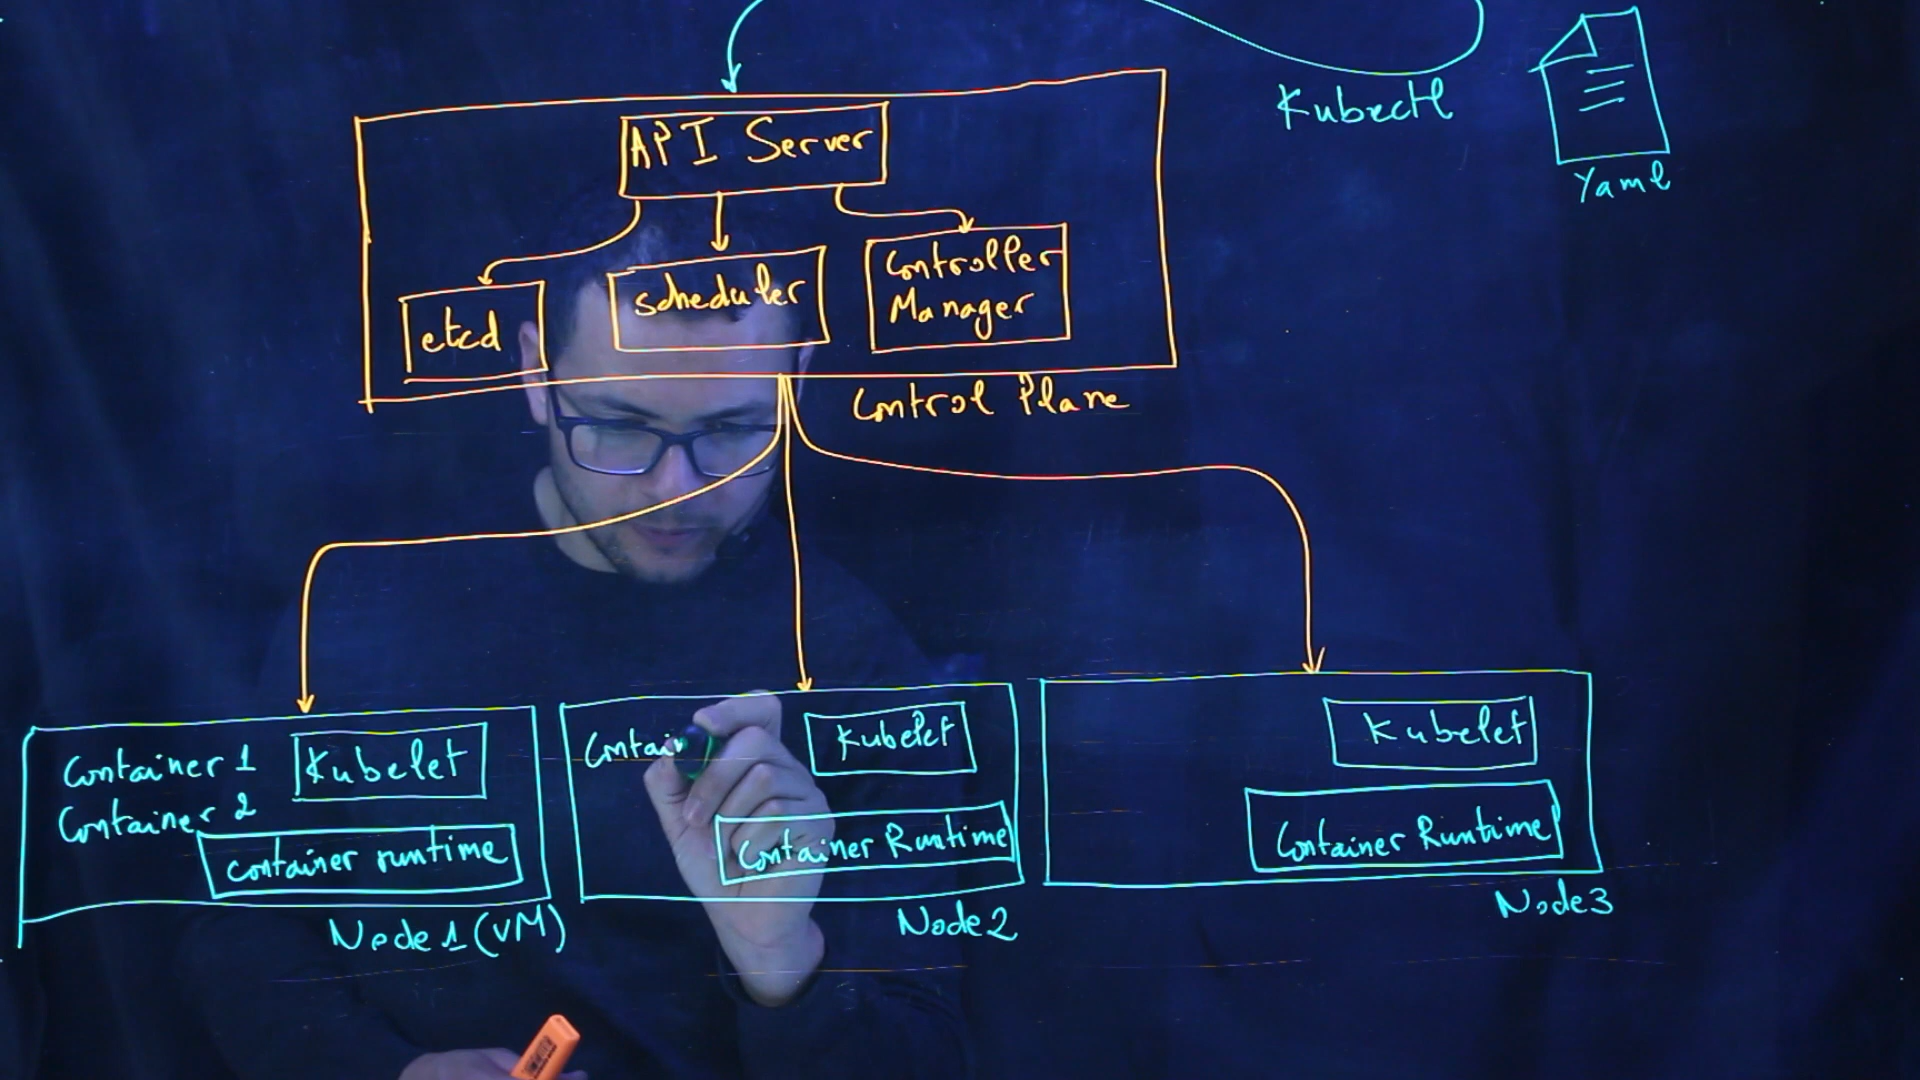 Kubectl
Yaml
API Server
etcd
scheduler
Controller
Manager
Control Plane
Container 1
Container 2
Kubelet
container runtime
Node 1 (VM)
Contain
Kubelet
Container Runtime
Node2
Kubelet
Container Runtime
Node3